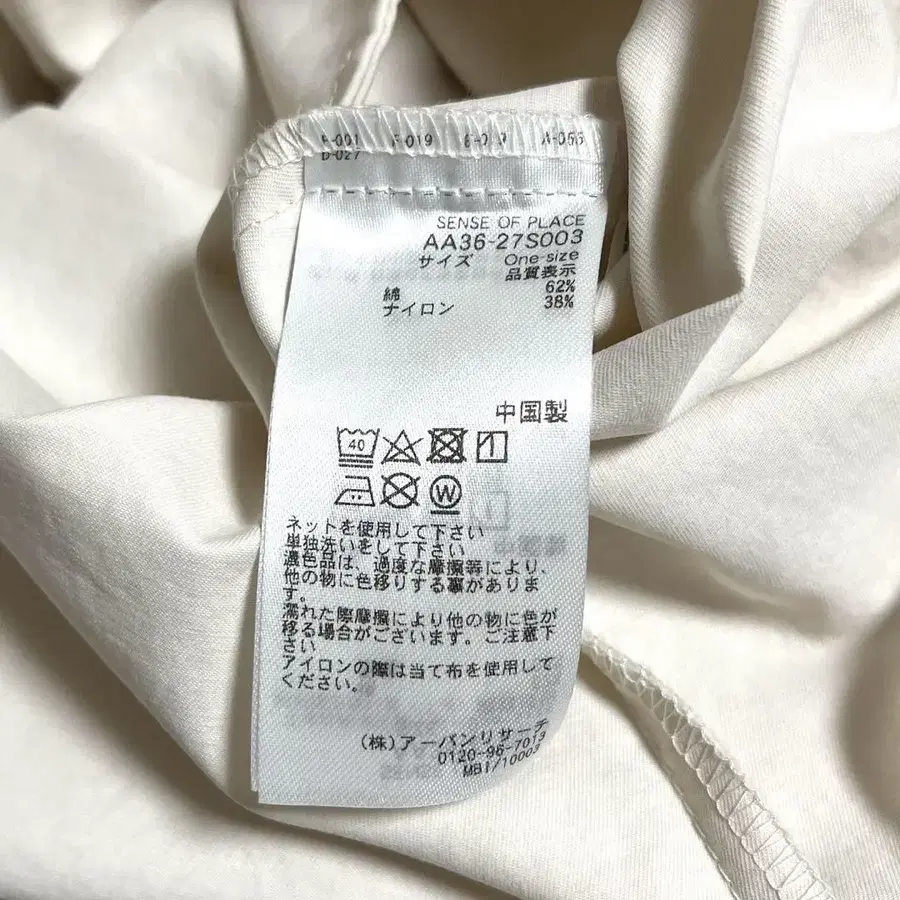 D-027
SENSE OF PLACE
AA36-27S003
サイズ One-size
品質表示
綿 62%
ナイロン 38%
中国製
40
W
ネットを使用して下さい
単独洗いをして下さい
濃色品は、過度な摩擦等により、
他の物に色移りする事がありま
す。
濡れた際摩擦により他の物に色が
移る場合がございます。ご注意下
さい
アイロンの際は当て布を使用して
ください。
(株)アーバンリサーチ
0120-96-7013
MBI/10003